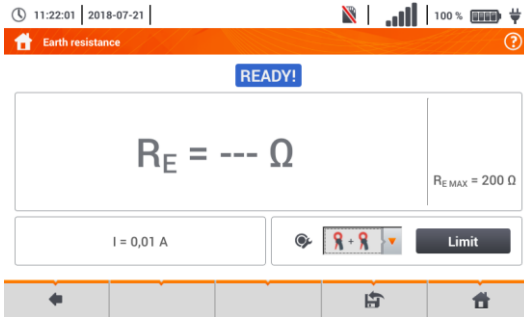 11:22:01 2018-07-21 100 %
Earth resistance ?
READY!
RE = --- Ω
RE MAX = 200 Ω
I = 0,01 A + Limit